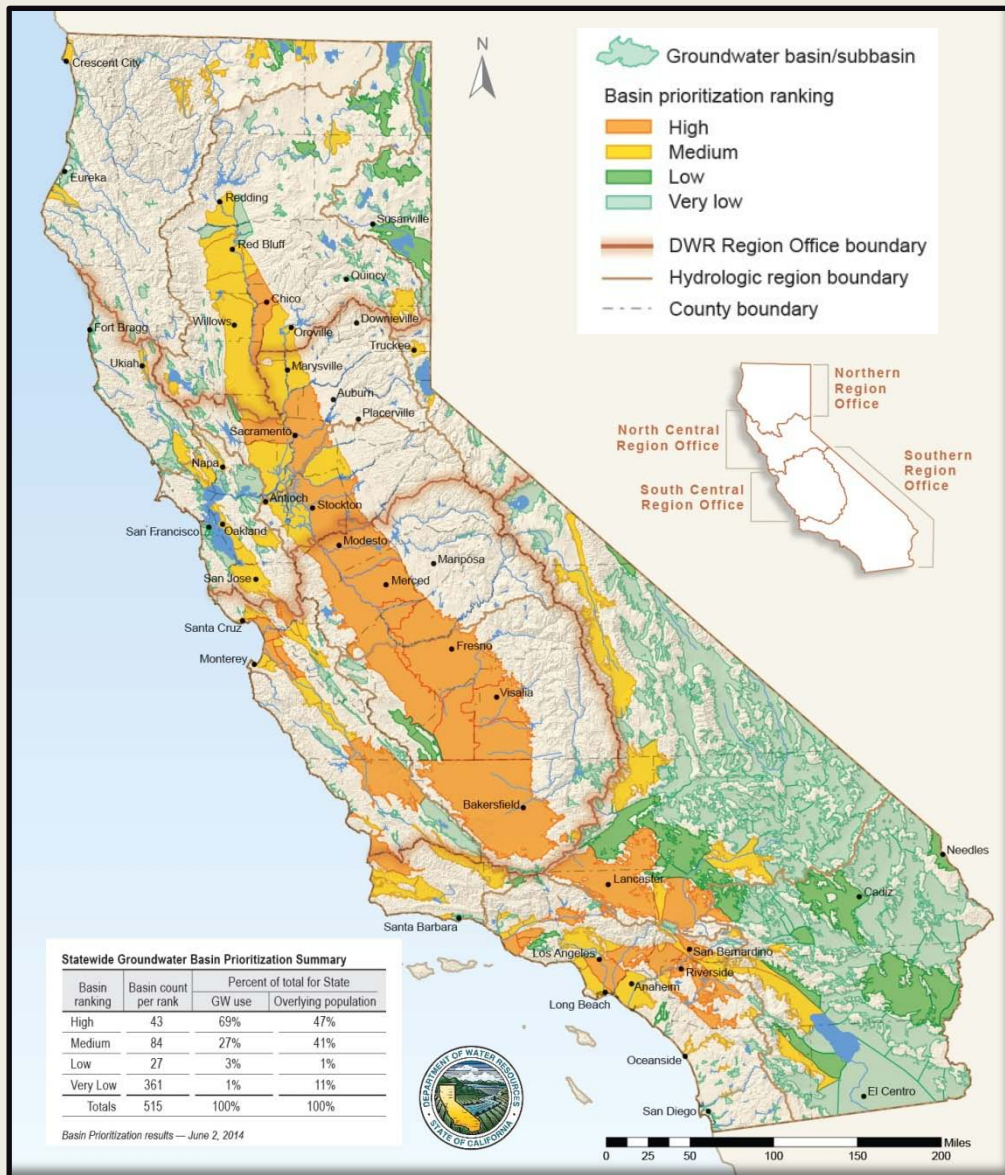 N
Groundwater basin/subbasin
Basin prioritization ranking
High
Medium
Low
Very low
DWR Region Office boundary
Hydrologic region boundary
County boundary
Northern
Region
Office
North Central
Region Office
South Central
Region Office
Southern
Region
Office
Crescent City
Eureka
Redding
Red Bluff
Susanville
Quincy
Chico
Fort Bragg
Willows
Oroville
Downieville
Truckee
Ukiah
Marysville
Auburn
Placerville
Sacramento
Napa
Antioch
Stockton
San Francisco
Oakland
Modesto
Mariposa
San Jose
Merced
Santa Cruz
Fresno
Monterey
Visalia
Bakersfield
Needles
Lancaster
Cadiz
Santa Barbara
Los Angeles
San Bernardino
Riverside
Anaheim
Long Beach
Oceanside
El Centro
San Diego
Statewide Groundwater Basin Prioritization Summary
Basin ranking Basin count per rank Percent of total for State
GW use Overlying population
High 43 69% 47%
Medium 84 27% 41%
Low 27 3% 1%
Very Low 361 1% 11%
Totals 515 100% 100%
Basin Prioritization results — June 2, 2014
DEPARTMENT OF WATER RESOURCES
STATE OF CALIFORNIA
Miles
0 25 50 100 150 200